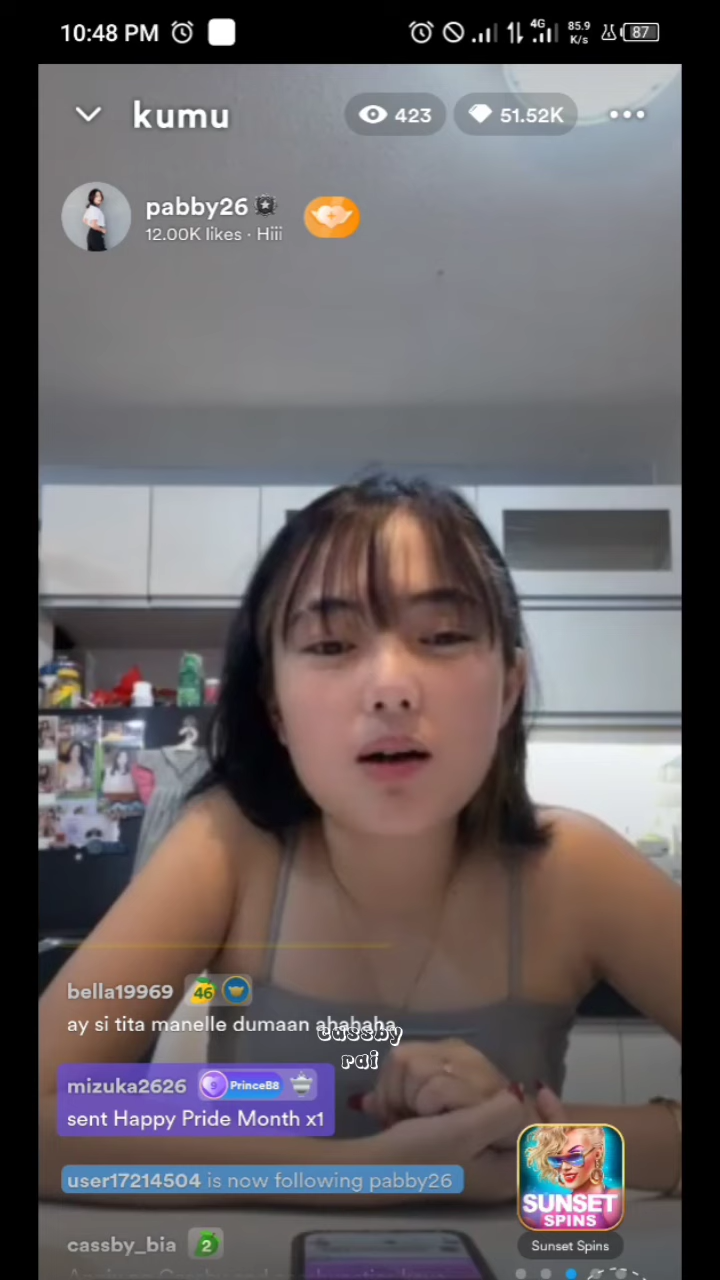 10:48 PM
4G
85.9
K/s
87
kumu
423
51.52K
pabby26
12.00K likes · Hiii
bella19969
46
ay si tita manelle dumaan ahahaha
cassby
rai
mizuka2626
9
PrinceB8
sent Happy Pride Month x1
user17214504 is now following pabby26
SUNSET
SPINS
Sunset Spins
cassby_bia
2